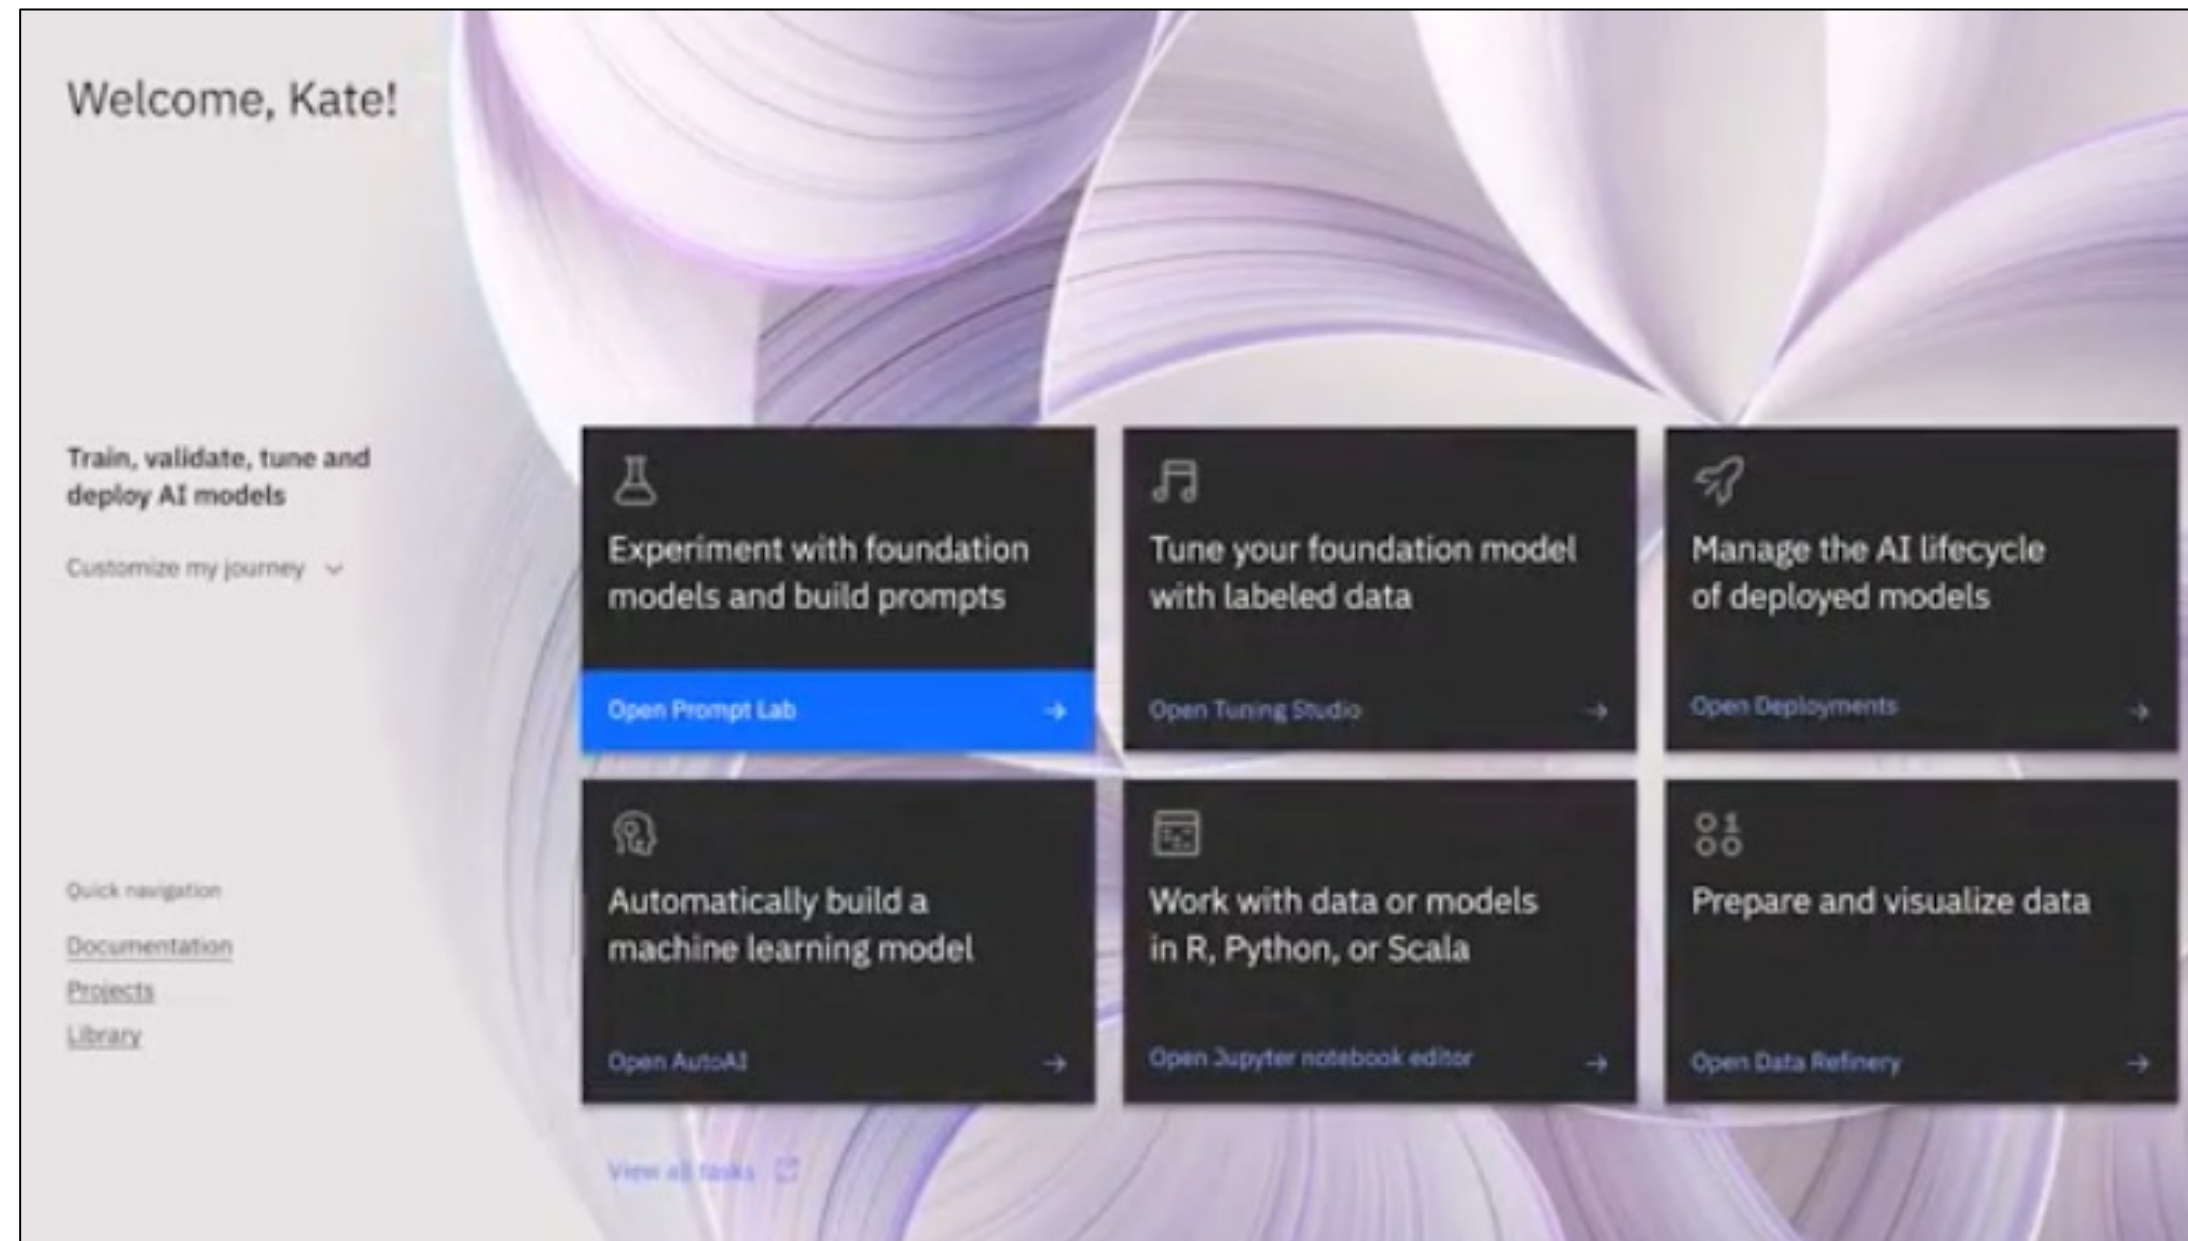 Welcome, Kate!
Train, validate, tune and
deploy AI models
Customize my journey
Experiment with foundation
models and build prompts
Open Prompt Lab
Tune your foundation model
with labeled data
Open Tuning Studio
Manage the AI lifecycle
of deployed models
Open Deployments
Automatically build a
machine learning model
Open AutoAI
Work with data or models
in R, Python, or Scala
Open Jupyter notebook editor
Prepare and visualize data
Open Data Refinery
Quick navigation
Documentation
Projects
Library
View all tasks